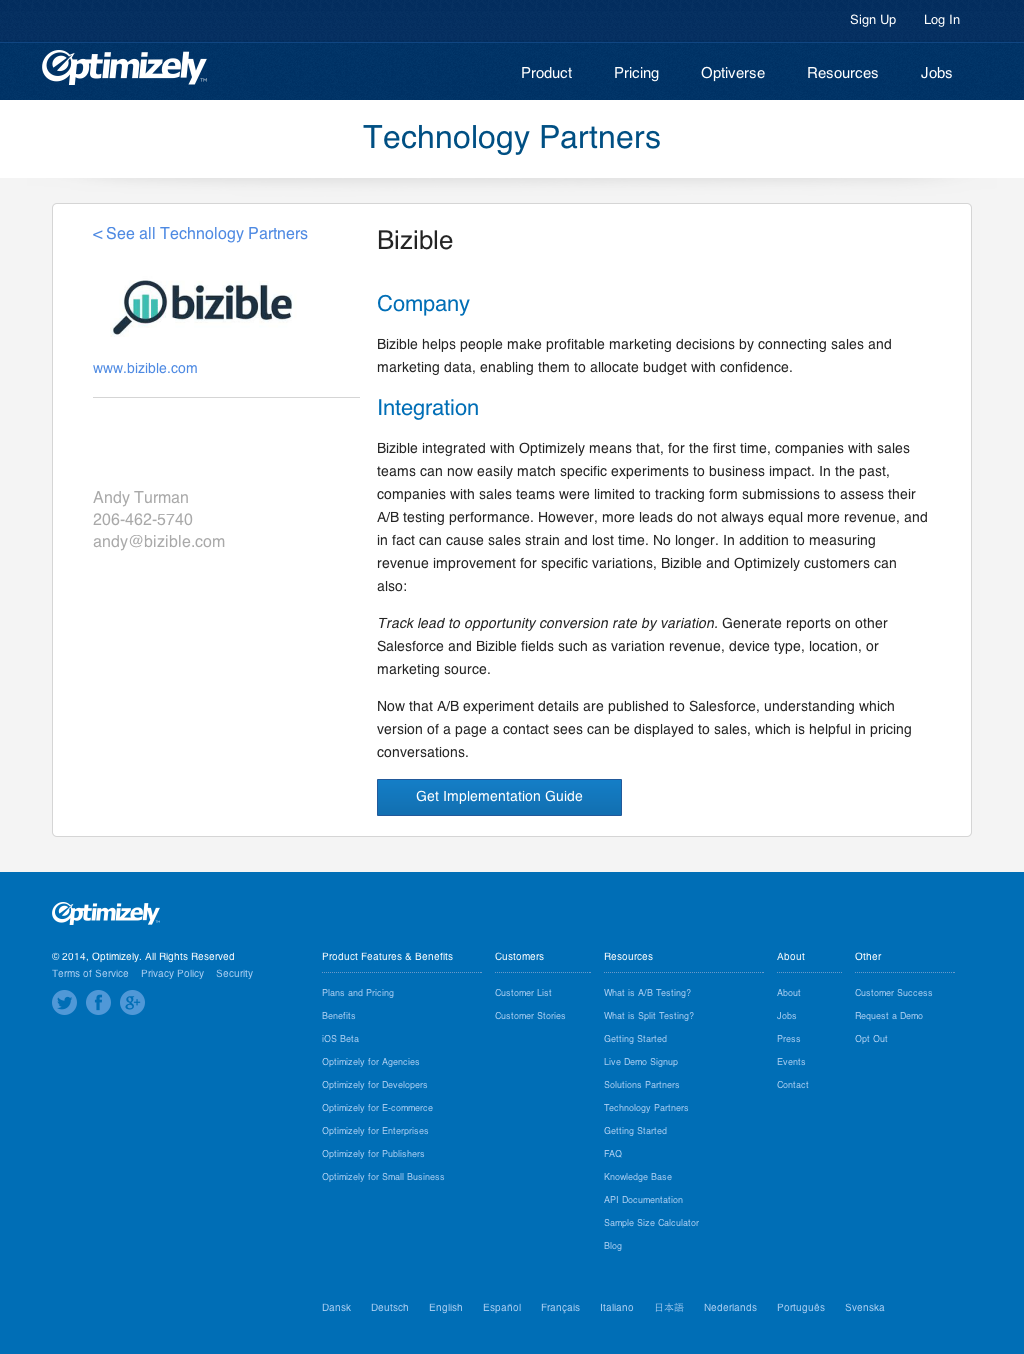 Sign Up Log In
Optimizely™
Product Pricing Optiverse Resources Jobs
Technology Partners
< See all Technology Partners
bizible
www.bizible.com
Andy Turman
206-462-5740
andy@bizible.com
Bizible
Company
Bizible helps people make profitable marketing decisions by connecting sales and
marketing data, enabling them to allocate budget with confidence.
Integration
Bizible integrated with Optimizely means that, for the first time, companies with sales
teams can now easily match specific experiments to business impact. In the past,
companies with sales teams were limited to tracking form submissions to assess their
A/B testing performance. However, more leads do not always equal more revenue, and
in fact can cause sales strain and lost time. No longer. In addition to measuring
revenue improvement for specific variations, Bizible and Optimizely customers can
also:
Track lead to opportunity conversion rate by variation. Generate reports on other
Salesforce and Bizible fields such as variation revenue, device type, location, or
marketing source.
Now that A/B experiment details are published to Salesforce, understanding which
version of a page a contact sees can be displayed to sales, which is helpful in pricing
conversations.
Get Implementation Guide
Optimizely
© 2014, Optimizely. All Rights Reserved
Terms of Service Privacy Policy Security
Product Features & Benefits
Plans and Pricing
Benefits
iOS Beta
Optimizely for Agencies
Optimizely for Developers
Optimizely for E-commerce
Optimizely for Enterprises
Optimizely for Publishers
Optimizely for Small Business
Customers
Customer List
Customer Stories
Resources
What is A/B Testing?
What is Split Testing?
Getting Started
Live Demo Signup
Solutions Partners
Technology Partners
Getting Started
FAQ
Knowledge Base
API Documentation
Sample Size Calculator
Blog
About
About
Jobs
Press
Events
Contact
Other
Customer Success
Request a Demo
Opt Out
Dansk Deutsch English Español Français Italiano 日本語 Nederlands Português Svenska